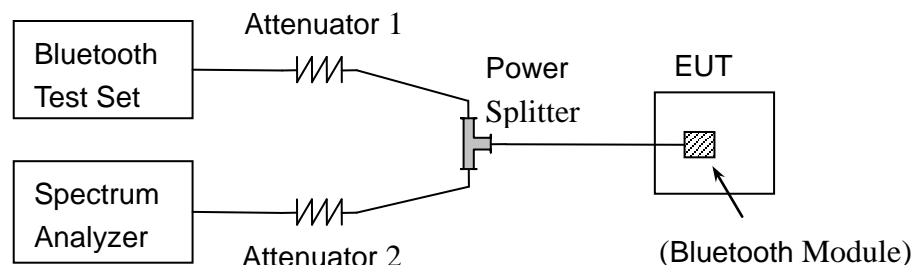 Attenuator 1
Bluetooth
Test Set
Power
Splitter
EUT
Spectrum
Analyzer
Attenuator 2
(Bluetooth Module)